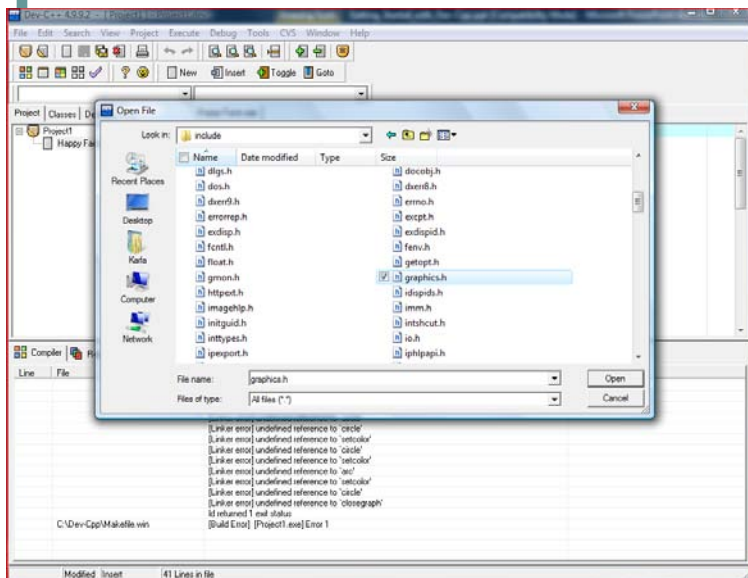 Dev-C++ 4.9.9.2 - [ Project1 ] -
File Edit Search View Project Execute Debug Tools CVS Window Help
New Insert Toggle Goto
Project Classes
Project1
Open File
Look in: include
Name Date modified Type Size
dlgs.h docobj.h
dos.h dxerr8.h
dxerr9.h errno.h
errorrep.h excpt.h
exdisp.h exdispid.h
fcntl.h fenv.h
float.h getopt.h
gmon.h graphics.h
httpext.h idispids.h
imagehlp.h imm.h
initguid.h intshcut.h
inttypes.h io.h
ipexport.h iphlpapi.h
Recent Places
Desktop
Karla
Computer
Network
File name: graphics.h Open
Files of type: All files (*.*) Cancel
Compiler
Line File
[Linker error] undefined reference to `circle'
[Linker error] undefined reference to `setcolor'
[Linker error] undefined reference to `circle'
[Linker error] undefined reference to `setcolor'
[Linker error] undefined reference to `arc'
[Linker error] undefined reference to `setcolor'
[Linker error] undefined reference to `circle'
[Linker error] undefined reference to `closegraph'
ld returned 1 exit status
C:\Dev-Cpp\Makefile.win [Build Error] [Project1.exe] Error 1
Modified Insert 41 Lines in file